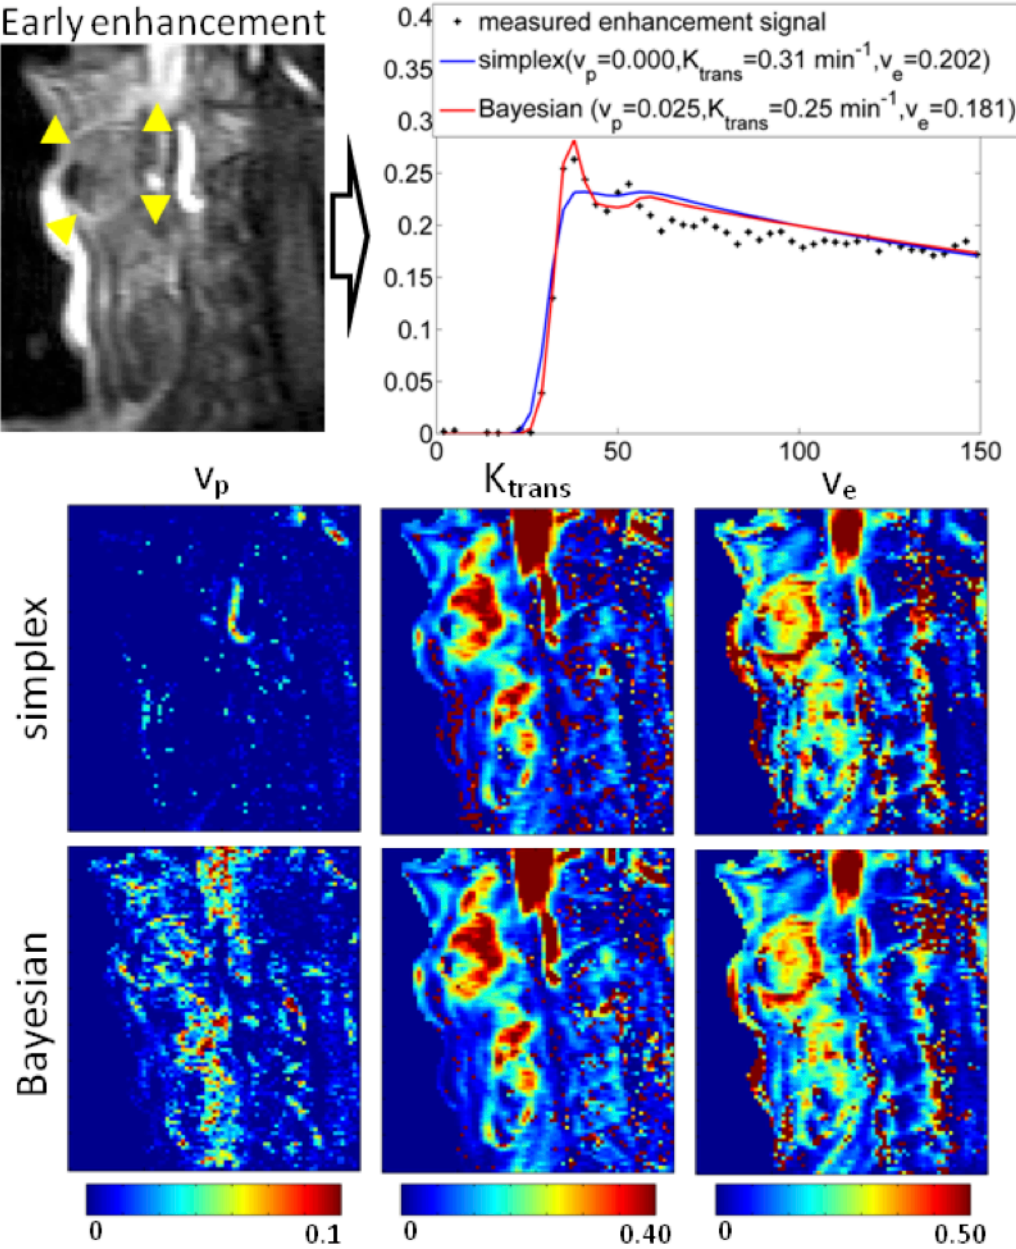 Early enhancement
0.4
0.35
0.3
0.25
0.2
0.15
0.1
0.05
0
measured enhancement signal
simplex(vp=0.000,Ktrans=0.31 min-1,ve=0.202)
Bayesian (vp=0.025,Ktrans=0.25 min-1,ve=0.181)
0 50 100 150
vp Ktrans ve
simplex
Bayesian
0 0.1 0 0.40 0 0.50